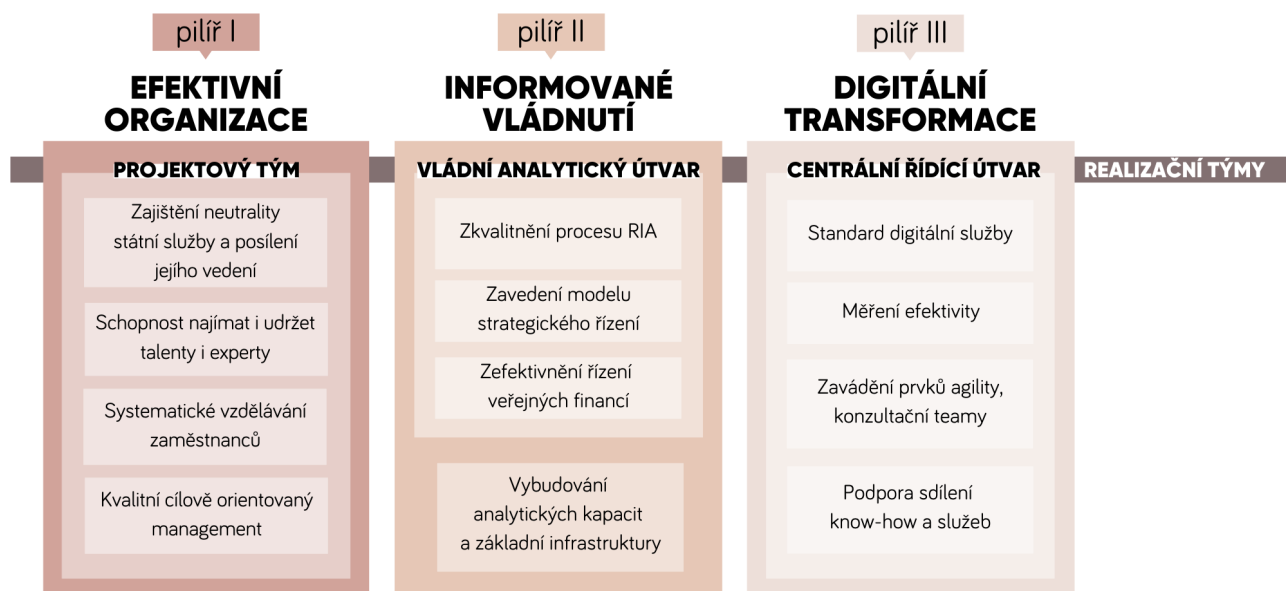 pilíř I
EFEKTIVNÍ
ORGANIZACE
PROJEKTOVÝ TÝM
Zajištění neutrality
státní služby a posílení
jejího vedení
Schopnost najímat i udržet
talenty i experty
Systematické vzdělávání
zaměstnanců
Kvalitní cílově orientovaný
management
pilíř II
INFORMOVANÉ
VLÁDNUTÍ
VLÁDNÍ ANALYTICKÝ ÚTVAR
Zkvalitnění procesu RIA
Zavedení modelu
strategického řízení
Zefektivnění řízení
veřejných financí
Vybudování
analytických kapacit
a základní infrastruktury
pilíř III
DIGITÁLNÍ
TRANSFORMACE
CENTRÁLNÍ ŘÍDÍCÍ ÚTVAR
Standard digitální služby
Měření efektivity
Zavádění prvků agility,
konzultační teamy
Podpora sdílení
know-how a služeb
REALIZAČNÍ TÝMY